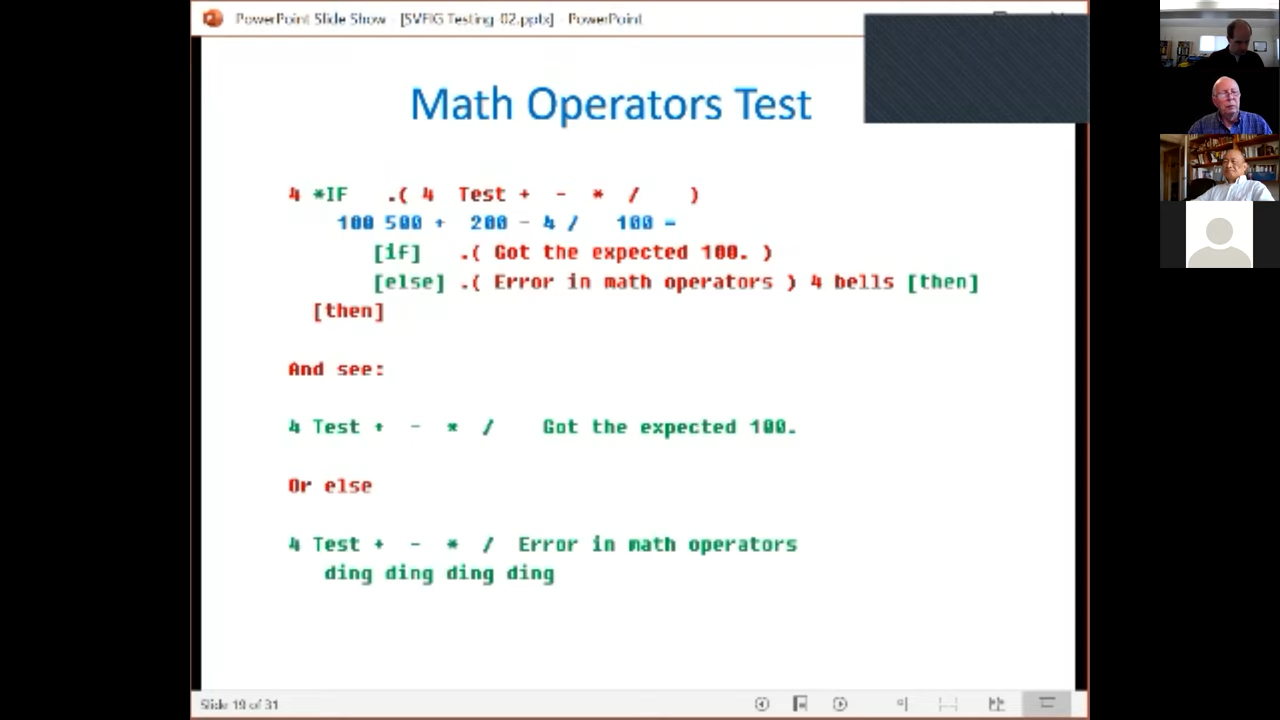 PowerPoint Slide Show - [SVFIG Testing 02.pptx] - PowerPoint
Math Operators Test
4 *IF .( 4 Test + - * / )
100 500 + 200 - 4 / 100 =
[if] .( Got the expected 100. )
[else] .( Error in math operators ) 4 bells [then]
[then]
And see:
4 Test + - * / Got the expected 100.
Or else
4 Test + - * / Error in math operators
ding ding ding ding
Slide 19 of 31